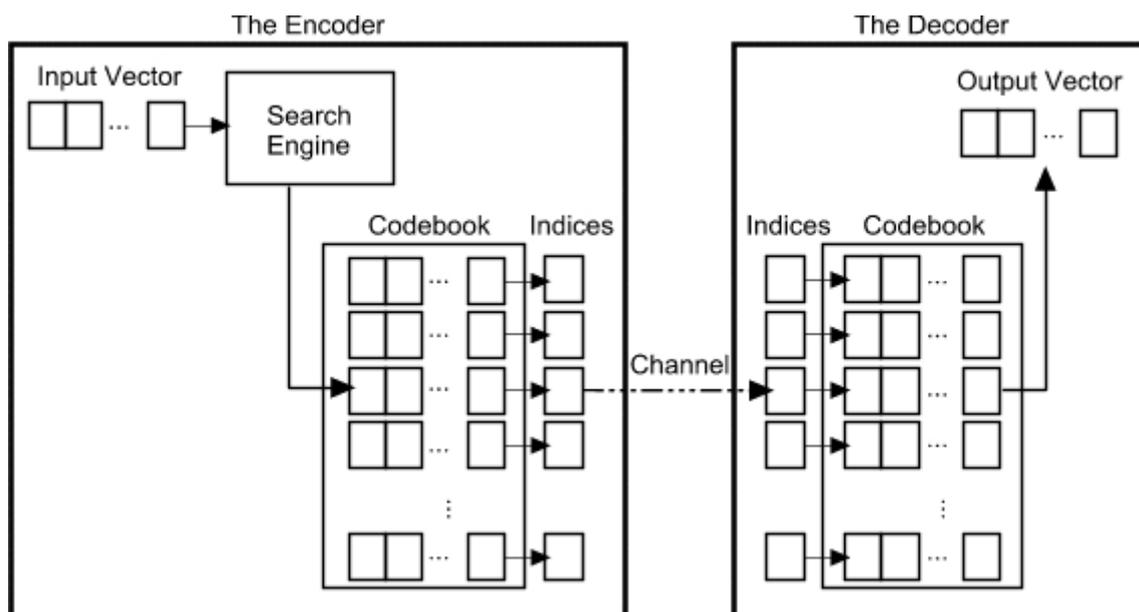 The Encoder
Input Vector
...
Search
Engine
Codebook
Indices
...
...
...
...
...
...
Channel
The Decoder
Output Vector
...
Indices
Codebook
...
...
...
...
...
...